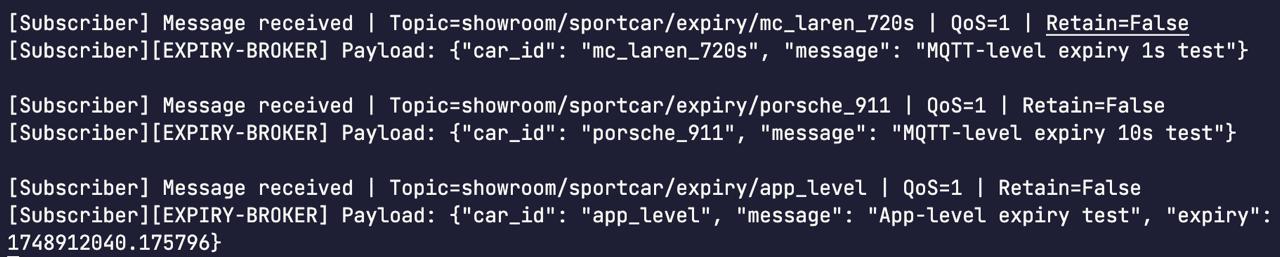 [Subscriber] Message received | Topic=showroom/sportcar/expiry/mc_laren_720s | QoS=1 | Retain=False
[Subscriber][EXPIRY-BROKER] Payload: {"car_id": "mc_laren_720s", "message": "MQTT-level expiry 1s test"}
[Subscriber] Message received | Topic=showroom/sportcar/expiry/porsche_911 | QoS=1 | Retain=False
[Subscriber][EXPIRY-BROKER] Payload: {"car_id": "porsche_911", "message": "MQTT-level expiry 10s test"}
[Subscriber] Message received | Topic=showroom/sportcar/expiry/app_level | QoS=1 | Retain=False
[Subscriber][EXPIRY-BROKER] Payload: {"car_id": "app_level", "message": "App-level expiry test", "expiry":
1748912040.175796}